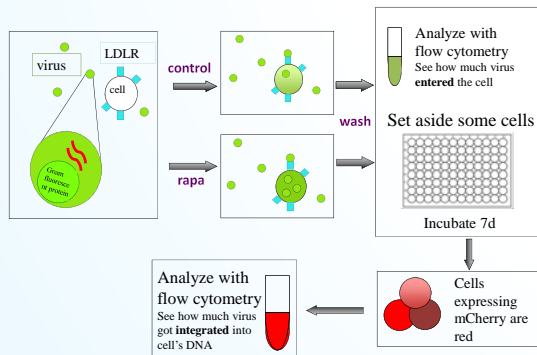 virus
LDLR
cell
Green
fluoresce
nt protein
control
rapa
wash
Analyze with
flow cytometry
See how much virus
entered the cell
Set aside some cells
Incubate 7d
Cells
expressing
mCherry are
red
Analyze with
flow cytometry
See how much virus
got integrated into
cell's DNA